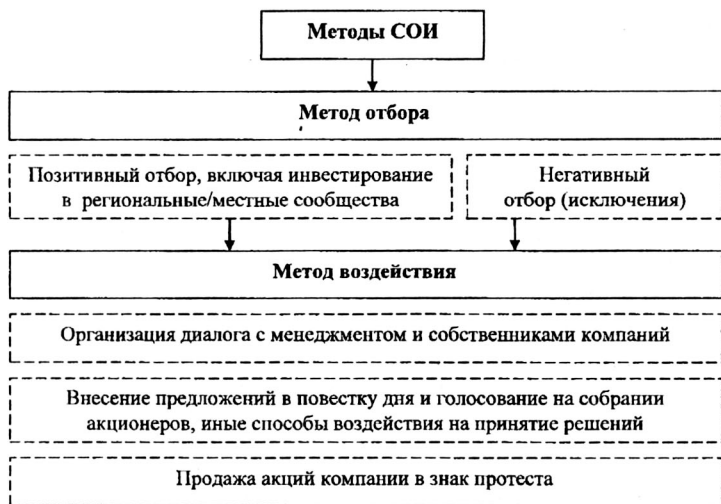 Методы СОИ
Метод отбора
Позитивный отбор, включая инвестирование
в региональные/местные сообщества
Негативный
отбор (исключения)
Метод воздействия
Организация диалога с менеджментом и собственниками компаний
Внесение предложений в повестку дня и голосование на собрании
акционеров, иные способы воздействия на принятие решений
Продажа акций компании в знак протеста